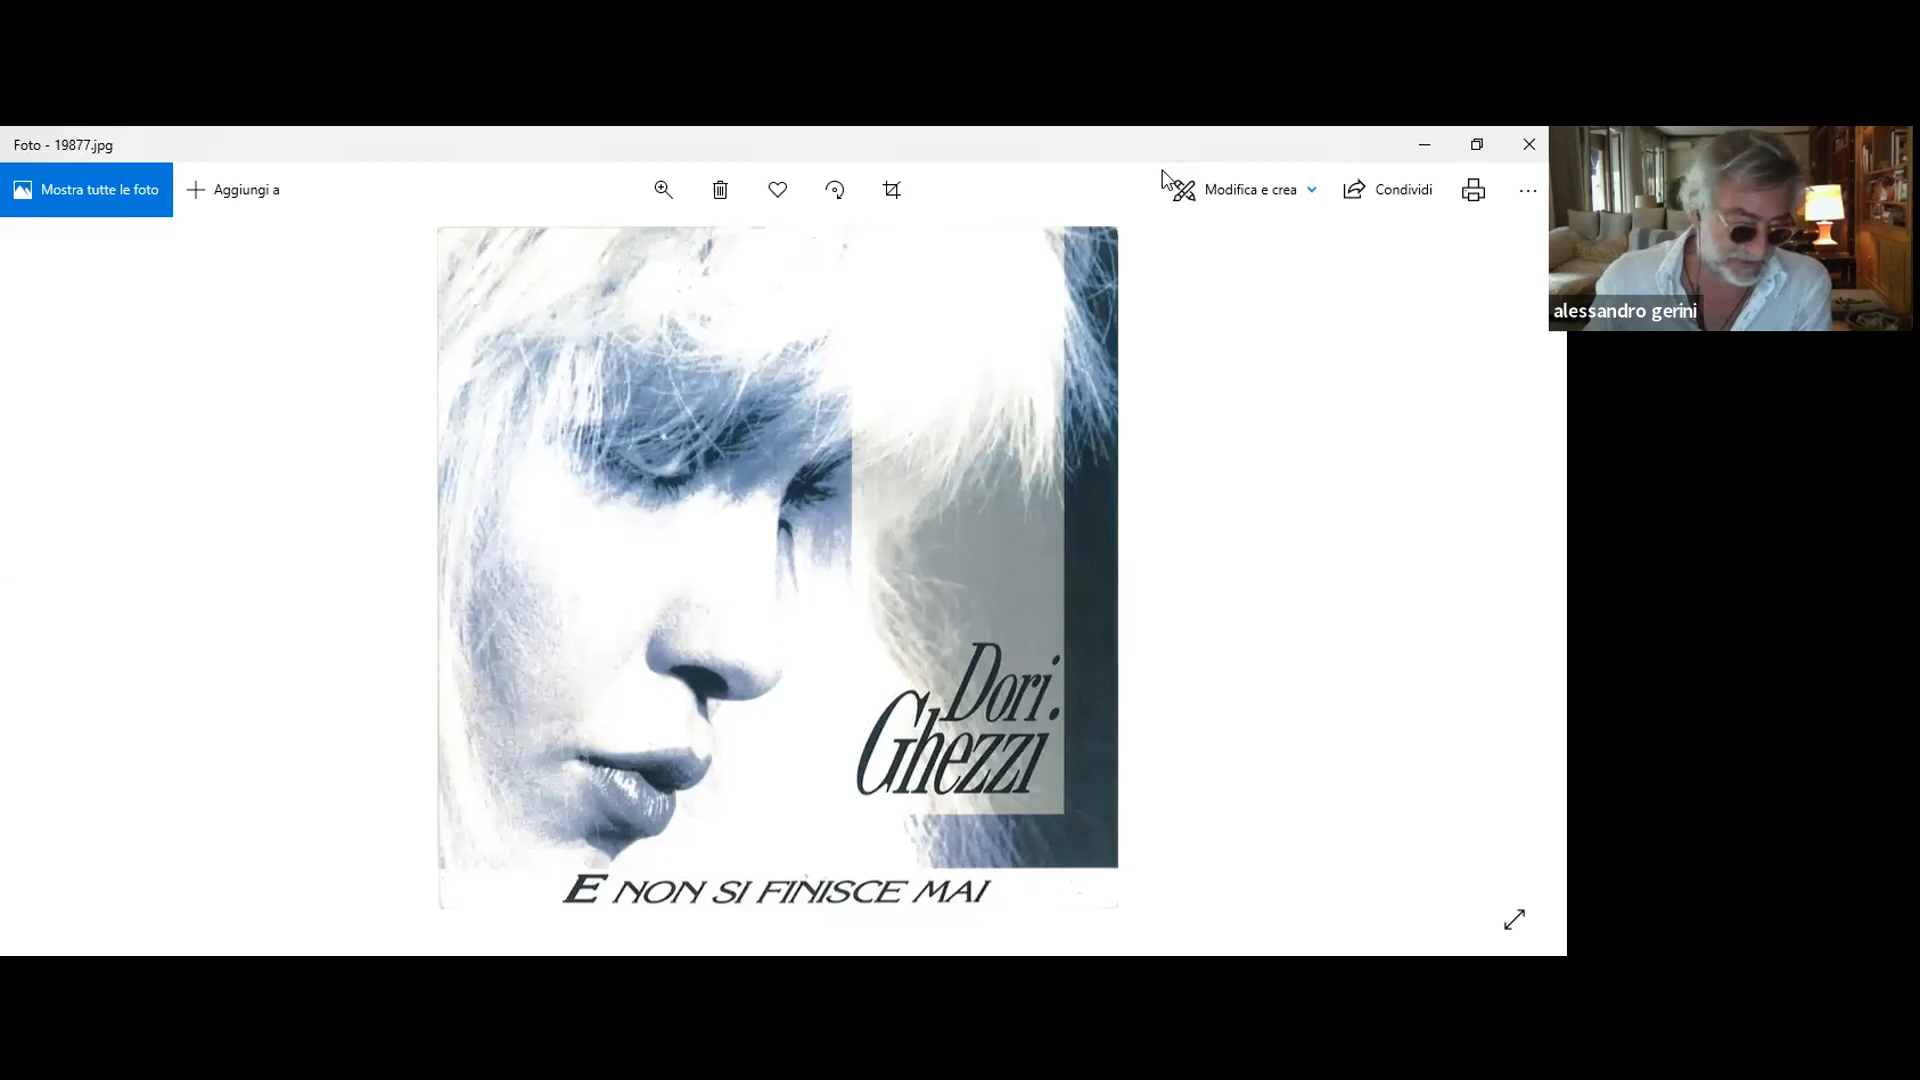 Foto - 19877.jpg
Mostra tutte le foto
Aggiungi a
Modifica e crea
Condividi
alessandro gerini
Dori.
Ghezzi
E NON SI FINISCE MAI